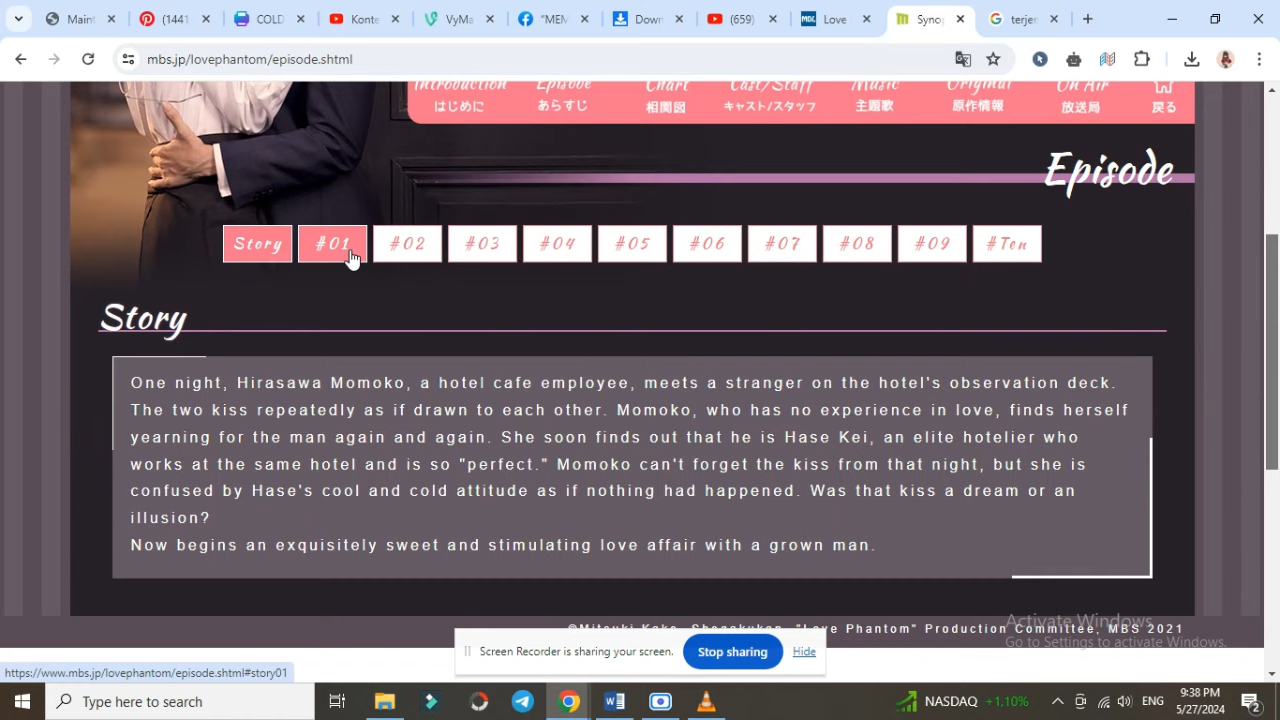 Maint
(1441
COLD
Konte
VyMa
"MEM
Down
(659)
MBS
Love
Syno
terjer
mbs.jp/lovephantom/episode.shtml
Introduction
Episode
Chart
Cast/Staff
Music
Original
On Air
はじめに
あらすじ
相関図
キャスト/スタッフ
主題歌
原作情報
放送局
戻る
Episode
Story
#01
#02
#03
#04
#05
#06
#07
#08
#09
#Ten
Story
One night, Hirasawa Momoko, a hotel cafe employee, meets a stranger on the hotel's observation deck.
The two kiss repeatedly as if drawn to each other. Momoko, who has no experience in love, finds herself
yearning for the man again and again. She soon finds out that he is Hase Kei, an elite hotelier who
works at the same hotel and is so "perfect." Momoko can't forget the kiss from that night, but she is
confused by Hase's cool and cold attitude as if nothing had happened. Was that kiss a dream or an
illusion?
Now begins an exquisitely sweet and stimulating love affair with a grown man.
Activate Windows
Go to Settings to activate Windows.
©Mitsuki Kako, Shogakukan, "Love Phantom" Production Committee, MBS 2021
Screen Recorder is sharing your screen.
Stop sharing
Hide
https://www.mbs.jp/lovephantom/episode.shtml#story01
Type here to search
NASDAQ
+1,10%
ENG
9:38 PM
5/27/2024
2